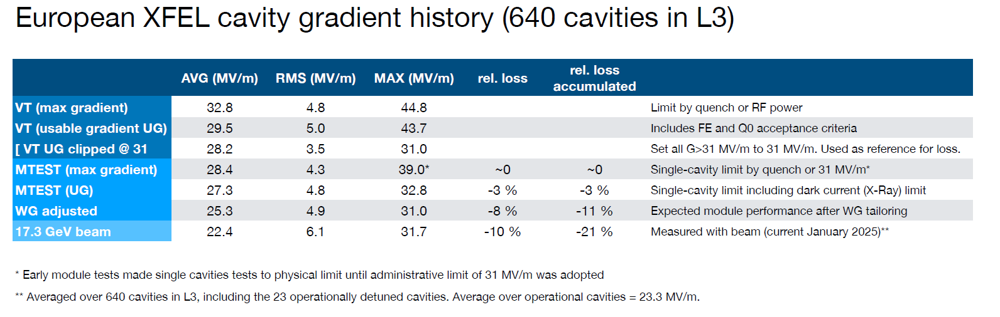 European XFEL cavity gradient history (640 cavities in L3)
AVG (MV/m) RMS (MV/m) MAX (MV/m) rel. loss rel. loss accumulated
VT (max gradient) 32.8 4.8 44.8 Limit by quench or RF power
VT (usable gradient UG) 29.5 5.0 43.7 Includes FE and Q0 acceptance criteria
[ VT UG clipped @ 31 28.2 3.5 31.0 Set all G>31 MV/m to 31 MV/m. Used as reference for loss.
MTEST (max gradient) 28.4 4.3 39.0* ~0 ~0 Single-cavity limit by quench or 31 MV/m*
MTEST (UG) 27.3 4.8 32.8 -3 % -3 % Single-cavity limit including dark current (X-Ray) limit
WG adjusted 25.3 4.9 31.0 -8 % -11 % Expected module performance after WG tailoring
17.3 GeV beam 22.4 6.1 31.7 -10 % -21 % Measured with beam (current January 2025)**
* Early module tests made single cavities tests to physical limit until administrative limit of 31 MV/m was adopted
** Averaged over 640 cavities in L3, including the 23 operationally detuned cavities. Average over operational cavities = 23.3 MV/m.